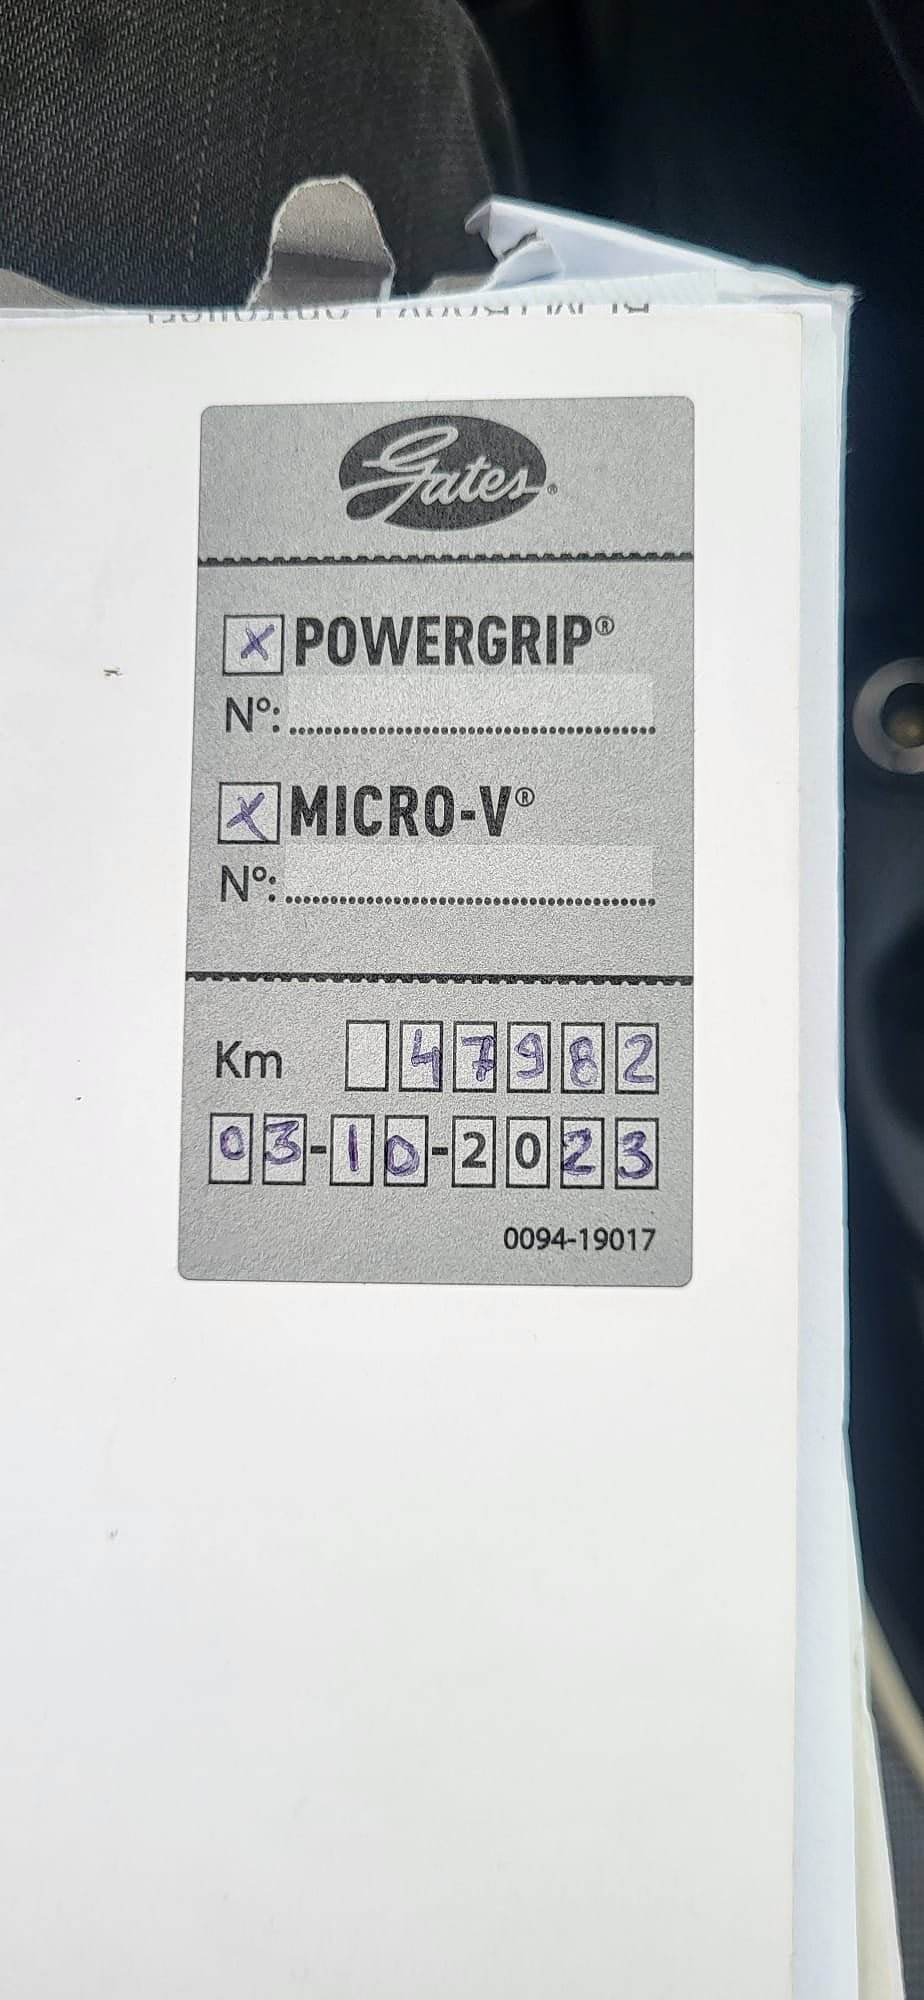 Gates®
X POWERGRIP®
Nº:
X MICRO-V®
Nº:
Km 47982
03-10-2023
0094-19017